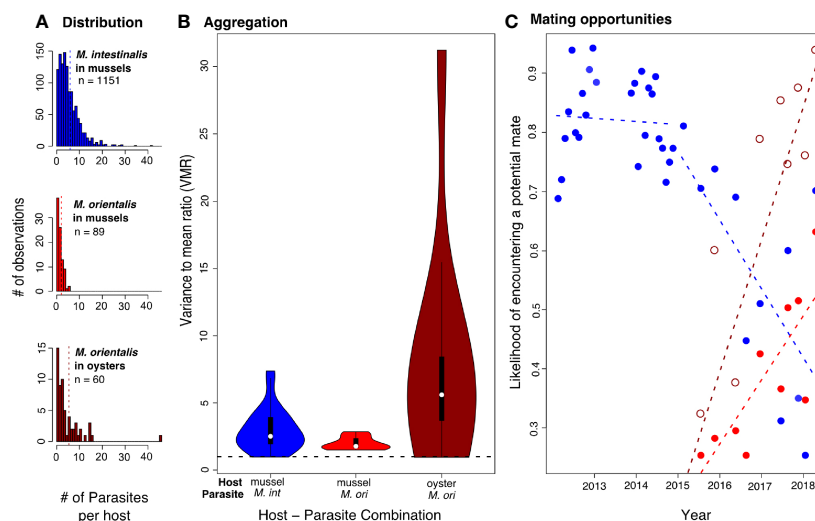 A Distribution
M. intestinalis
in mussels
n = 1151
0 50 100 150
0 10 20 30 40
M. orientalis
in mussels
n = 89
0 10 20 30
0 10 20 30 40
M. orientalis
in oysters
n = 60
0 5 10 15
0 10 20 30 40
# of observations
# of Parasites
per host
B Aggregation
Variance to mean ratio (VMR)
0 5 10 15 20 25 30
Host mussel mussel oyster
Parasite M. int M. ori M. ori
Host − Parasite Combination
C Mating opportunities
Likelihood of encountering a potential mate
0.3 0.4 0.5 0.6 0.7 0.8 0.9
2013 2014 2015 2016 2017 2018
Year